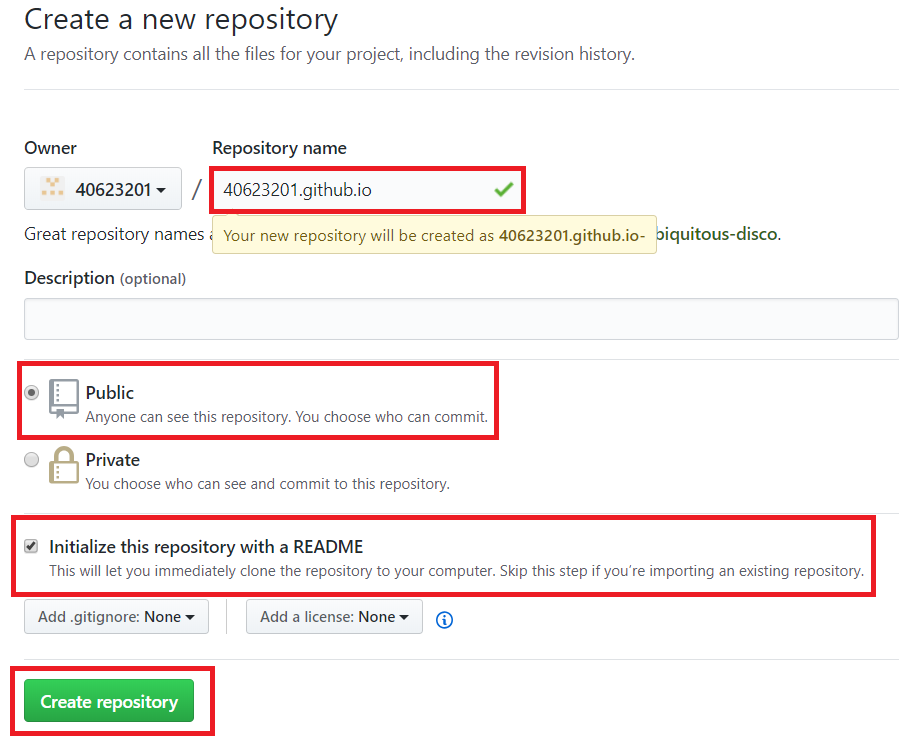 Create a new repository
A repository contains all the files for your project, including the revision history.
Owner
Repository name
40623201
/
40623201.github.io
Great repository names
Your new repository will be created as 40623201.github.io-
biquitous-disco.
Description (optional)
Public
Anyone can see this repository. You choose who can commit.
Private
You choose who can see and commit to this repository.
Initialize this repository with a README
This will let you immediately clone the repository to your computer. Skip this step if you’re importing an existing repository.
Add .gitignore: None
Add a license: None
Create repository